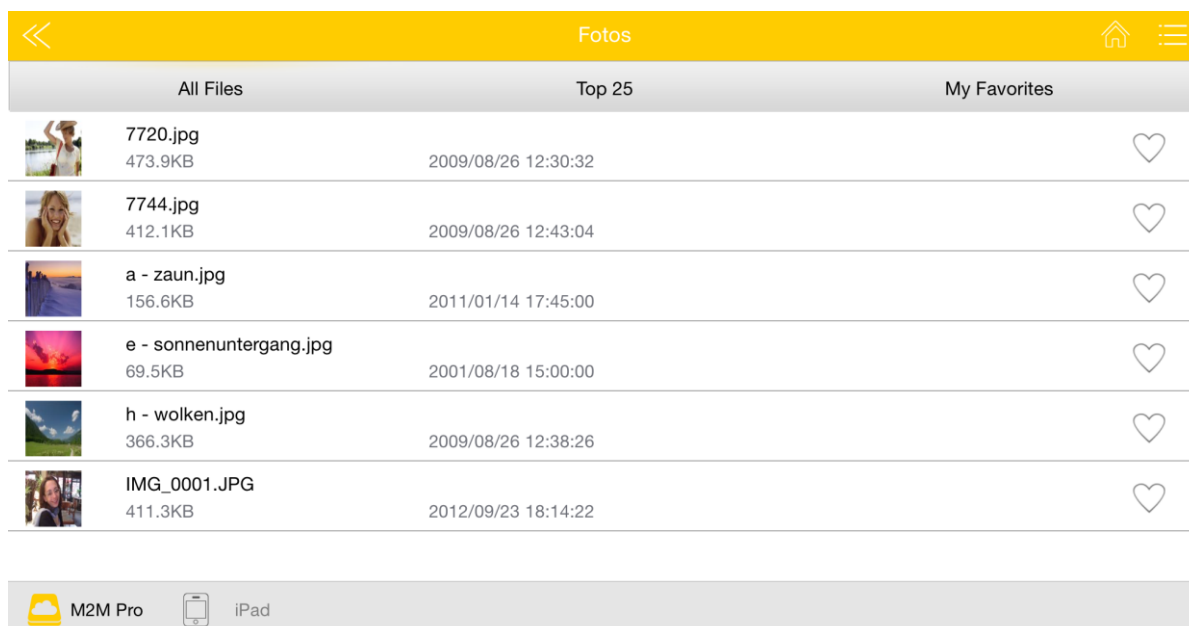 Fotos
All Files Top 25 My Favorites
7720.jpg
473.9KB 2009/08/26 12:30:32
7744.jpg
412.1KB 2009/08/26 12:43:04
a - zaun.jpg
156.6KB 2011/01/14 17:45:00
e - sonnenuntergang.jpg
69.5KB 2001/08/18 15:00:00
h - wolken.jpg
366.3KB 2009/08/26 12:38:26
IMG_0001.JPG
411.3KB 2012/09/23 18:14:22
M2M Pro iPad